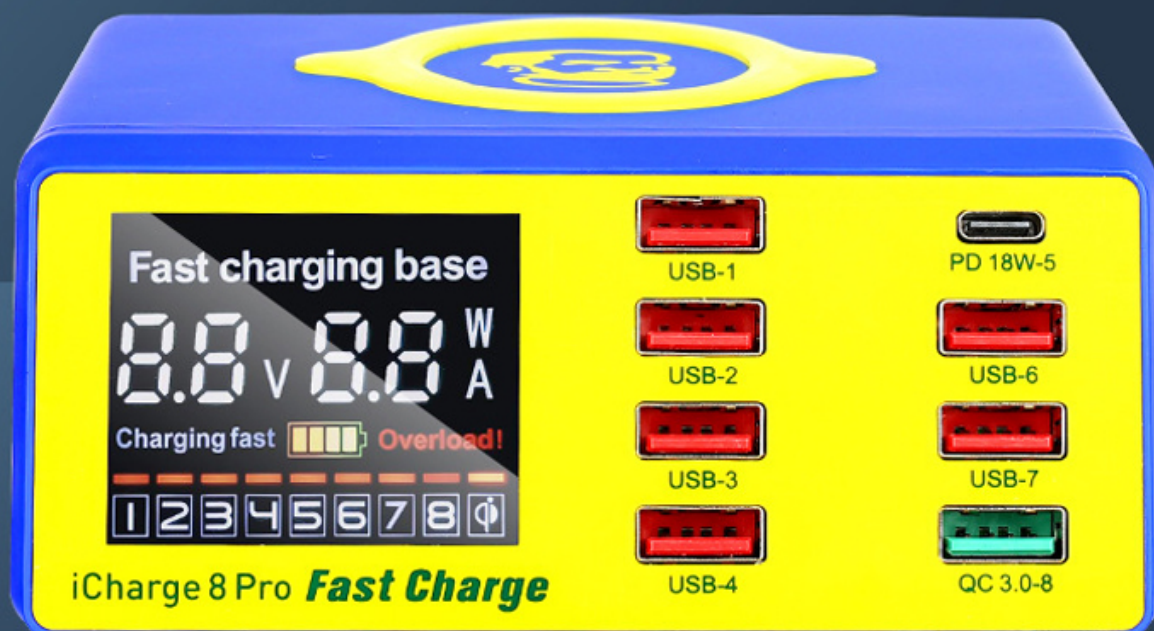 Fast charging base
8.8 V 8.8 W A
Charging fast Overload!
1 2 3 4 5 6 7 8
iCharge 8 Pro Fast Charge
USB-1
USB-2
USB-3
USB-4
PD 18W-5
USB-6
USB-7
QC 3.0-8